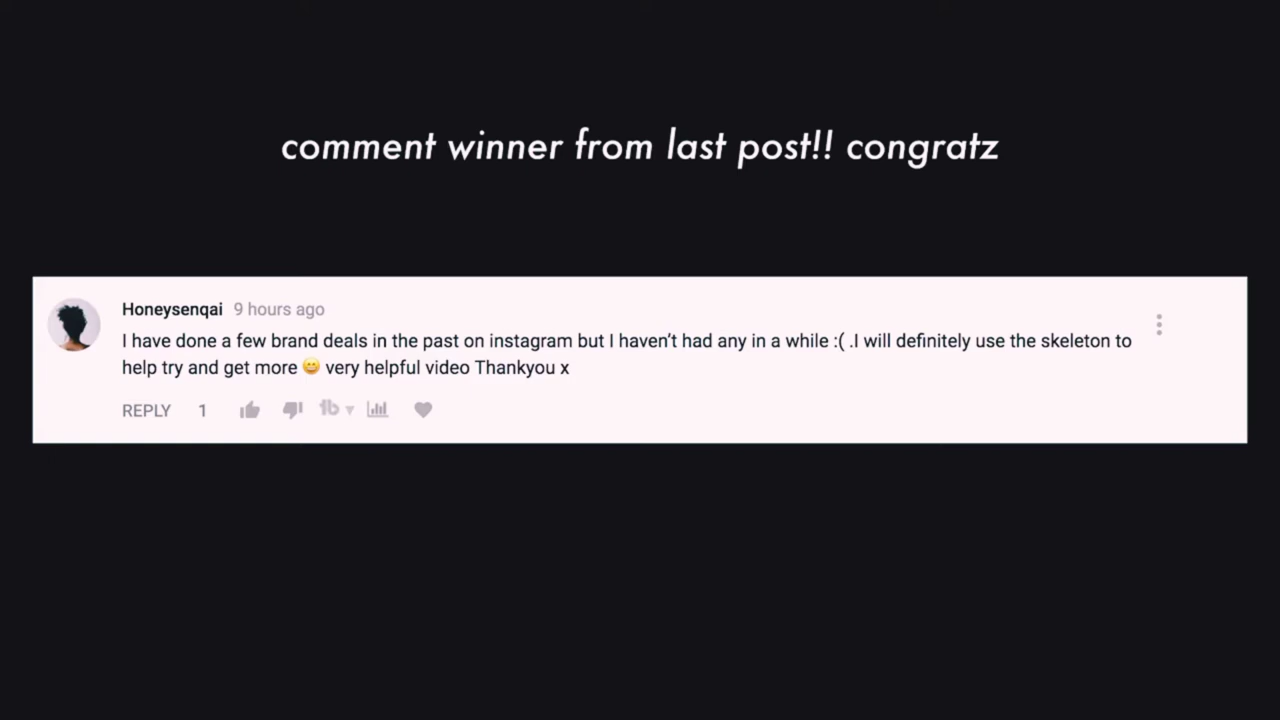 comment winner from last post!! congratz
Honeysenqai 9 hours ago
I have done a few brand deals in the past on instagram but I haven't had any in a while :( .I will definitely use the skeleton to
help try and get more 😄 very helpful video Thankyou x
REPLY 1 tb